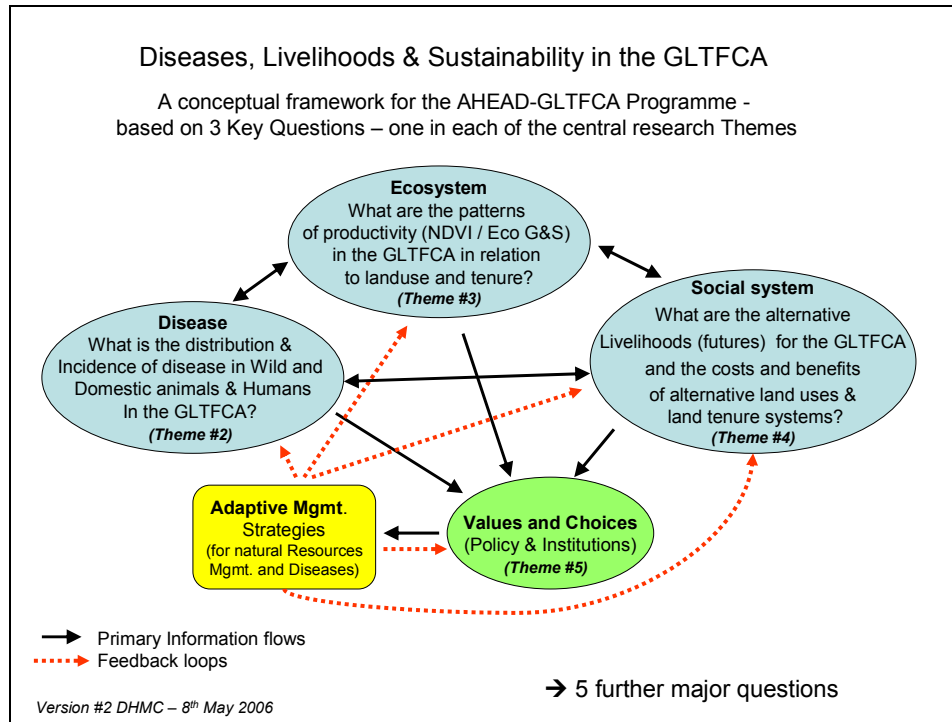 Diseases, Livelihoods & Sustainability in the GLTFCA
A conceptual framework for the AHEAD-GLTFCA Programme -
based on 3 Key Questions – one in each of the central research Themes
Ecosystem
What are the patterns
of productivity (NDVI / Eco G&S)
in the GLTFCA in relation
to landuse and tenure?
(Theme #3)
Disease
What is the distribution &
Incidence of disease in Wild and
Domestic animals & Humans
In the GLTFCA?
(Theme #2)
Social system
What are the alternative
Livelihoods (futures) for the GLTFCA
and the costs and benefits
of alternative land uses &
land tenure systems?
(Theme #4)
Adaptive Mgmt.
Strategies
(for natural Resources
Mgmt. and Diseases)
Values and Choices
(Policy & Institutions)
(Theme #5)
Primary Information flows
Feedback loops
→ 5 further major questions
Version #2 DHMC – 8th May 2006